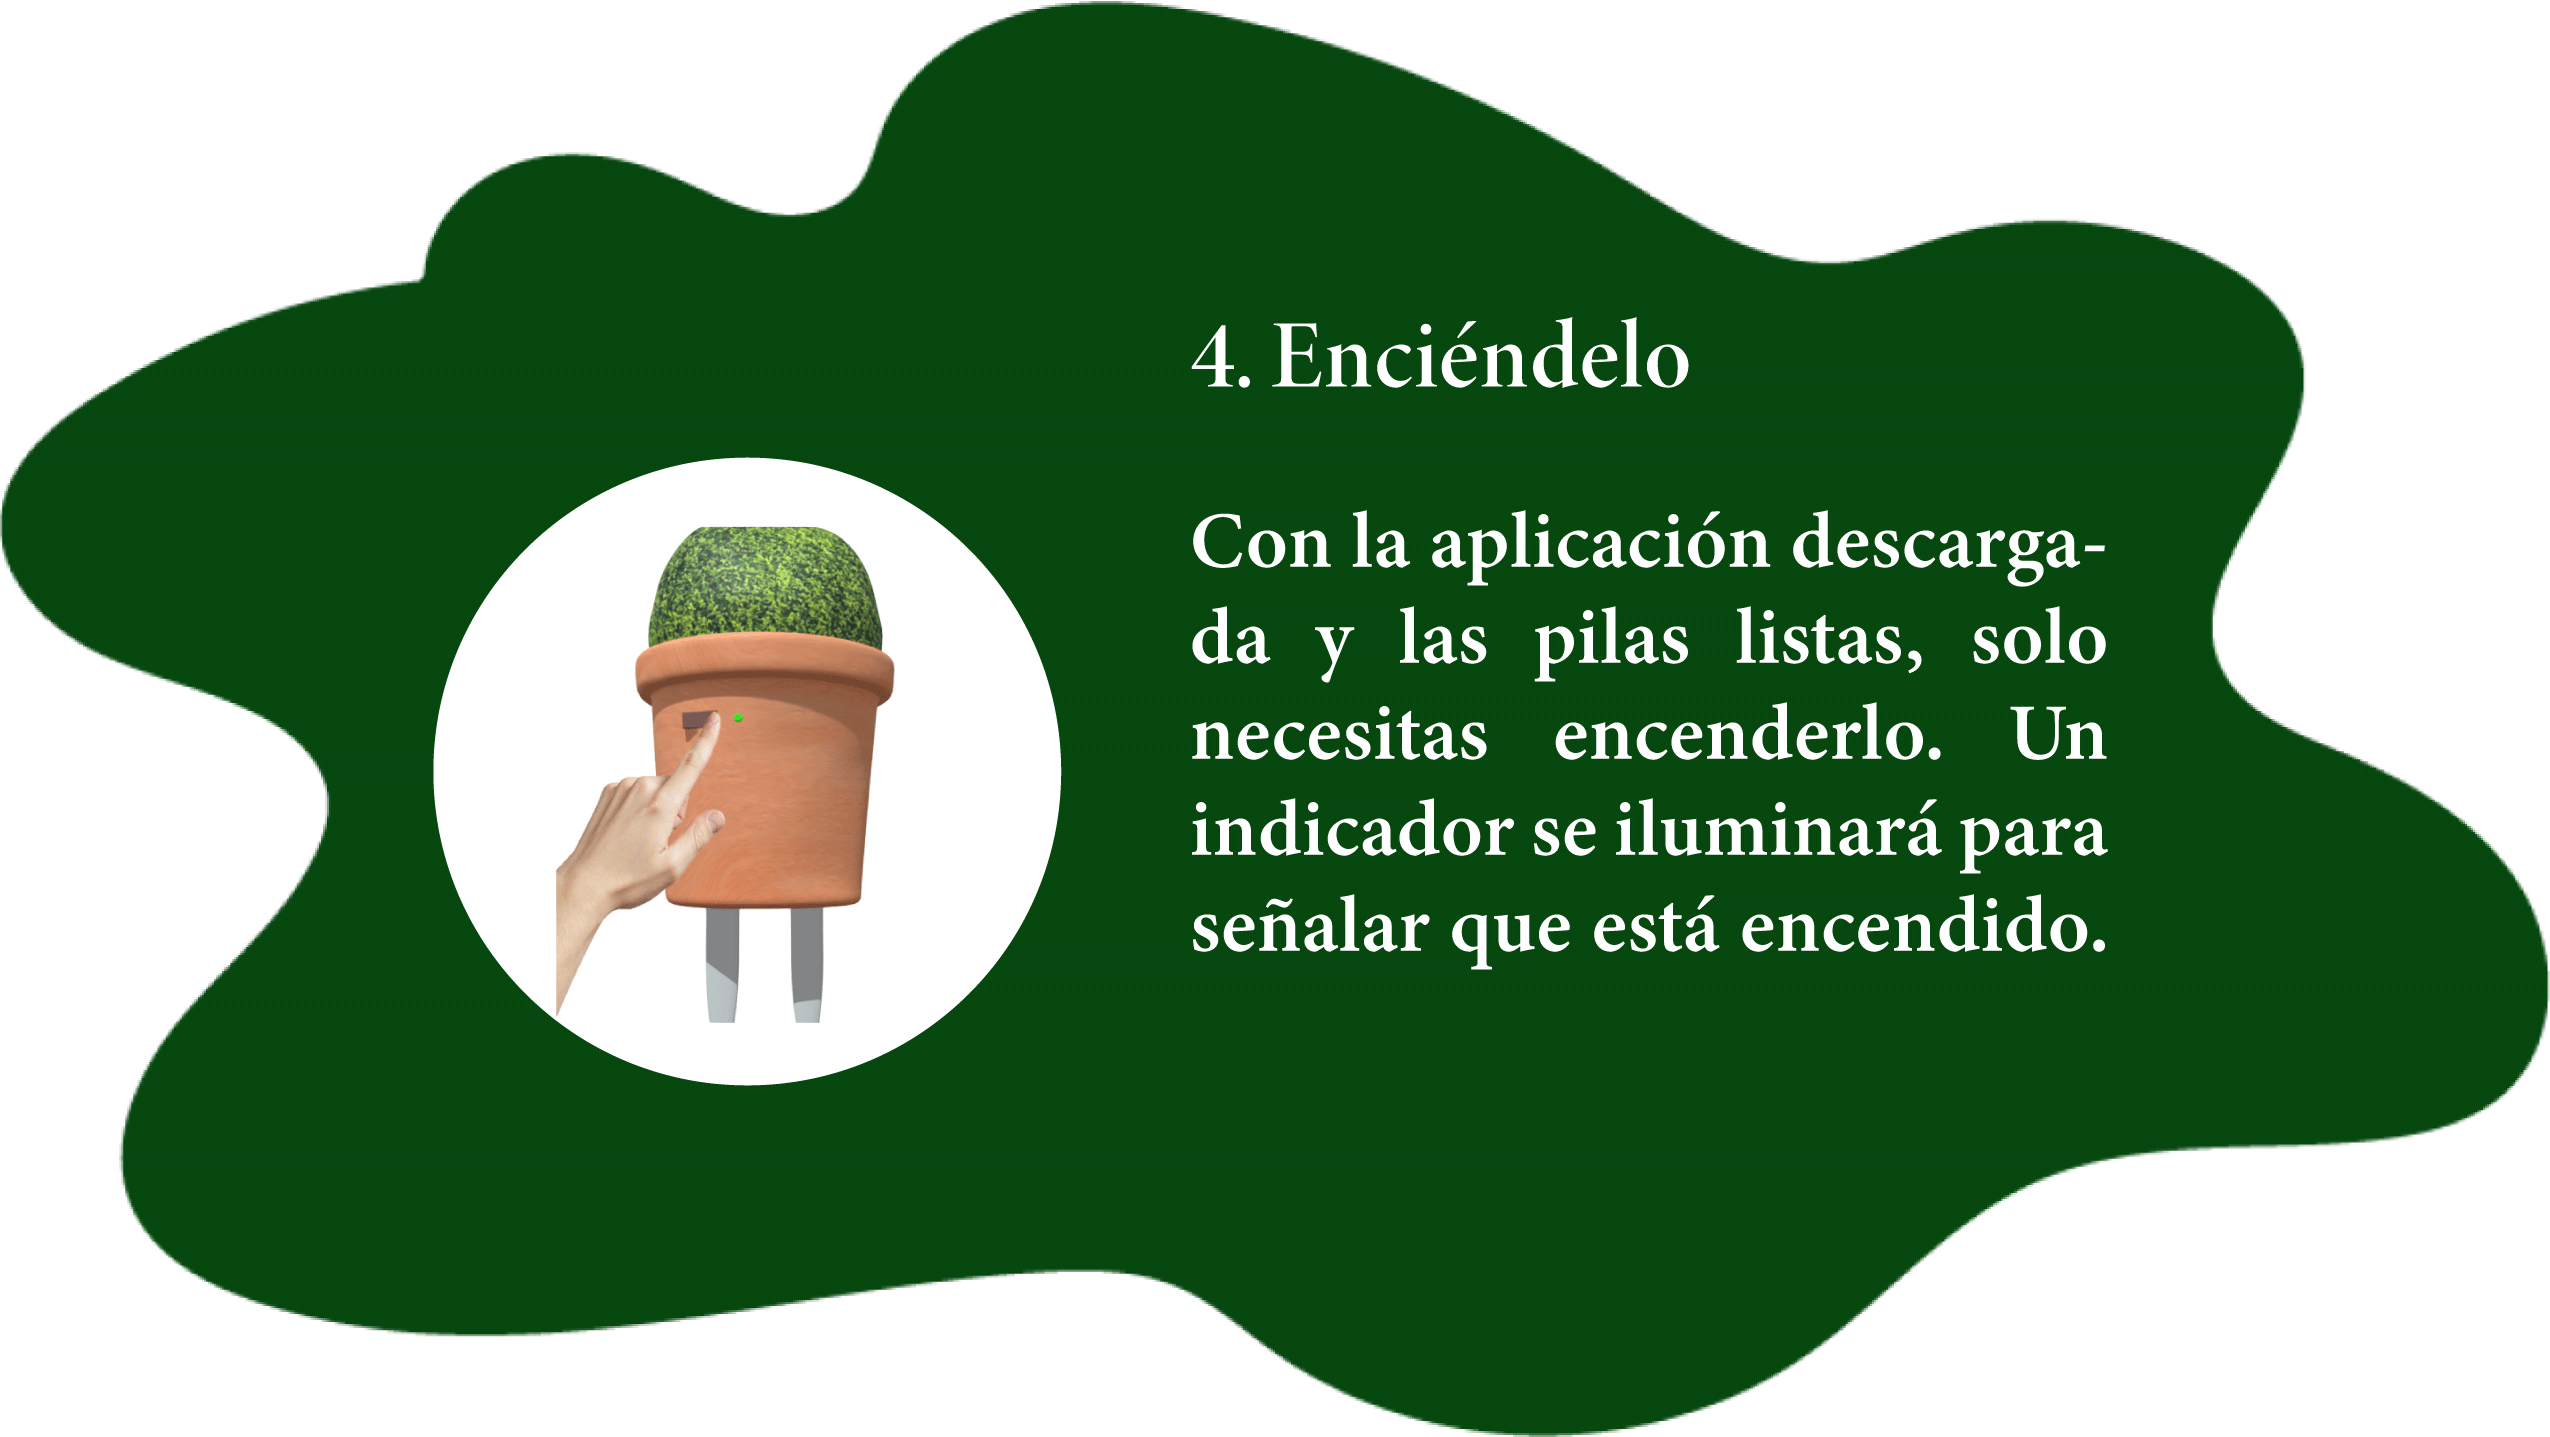 4. Enciéndelo
Con la aplicación descarga-
da y las pilas listas, solo
necesitas encenderlo. Un
indicador se iluminará para
señalar que está encendido.